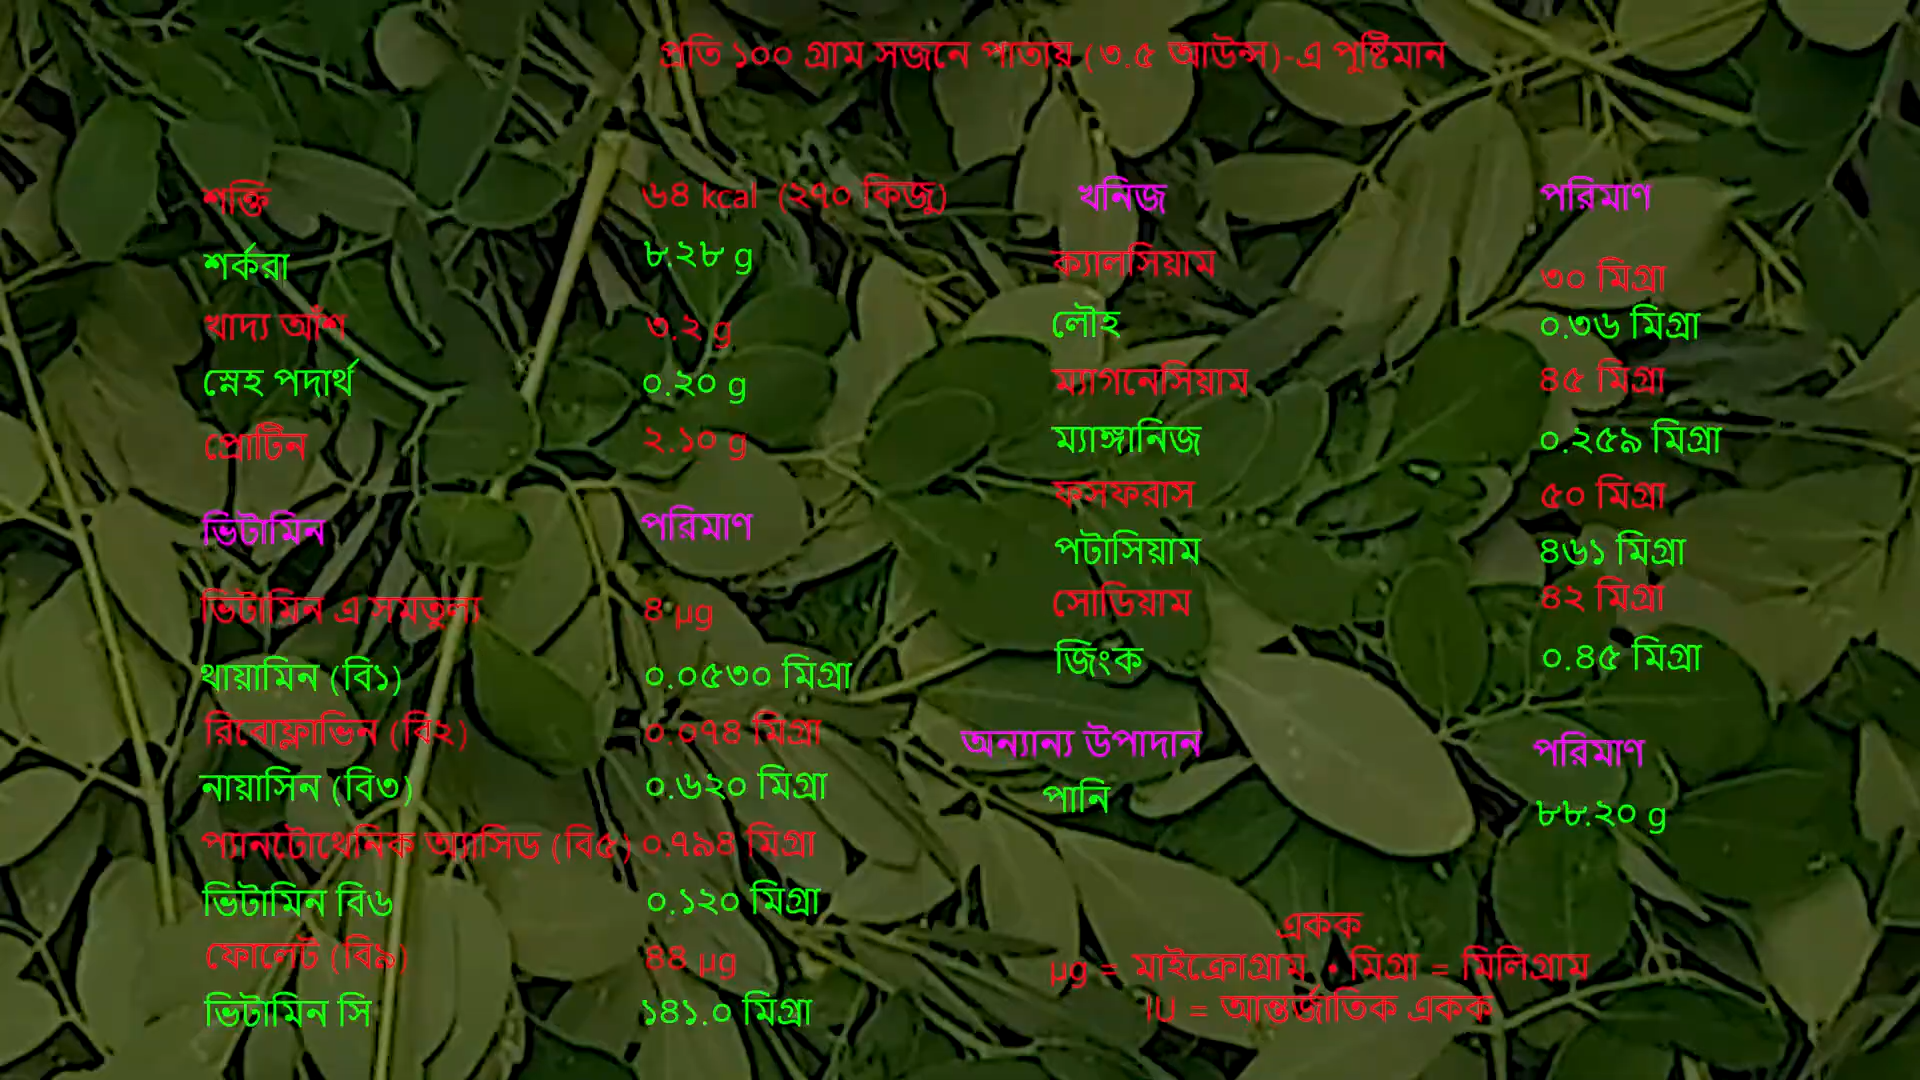 প্রতি ১০০ গ্রাম সজনে পাতায় (৩.৫ আউন্স)-এ পুষ্টিমান
শক্তি ৬৪ kcal (২৭০ কিজু)
শর্করা ৮.২৮ g
খাদ্য আঁশ ৩.২ g
স্নেহ পদার্থ ০.২০ g
প্রোটিন ২.১০ g
ভিটামিন পরিমাণ
ভিটামিন এ সমতুল্য ৪ μg
থায়ামিন (বি১) ০.০৫৩০ মিগ্রা
রিবোফ্লাভিন (বি২) ০.০৭৪ মিগ্রা
নায়াসিন (বি৩) ০.৬২০ মিগ্রা
প্যানটোথেনিক অ্যাসিড (বি৫) ০.৭৯৪ মিগ্রা
ভিটামিন বি৬ ০.১২০ মিগ্রা
ফোলেট (বি৯) ৪৪ μg
ভিটামিন সি ১৪১.০ মিগ্রা
খনিজ পরিমাণ
ক্যালসিয়াম ৩০ মিগ্রা
লৌহ ০.৩৬ মিগ্রা
ম্যাগনেসিয়াম ৪৫ মিগ্রা
ম্যাঙ্গানিজ ০.২৫৯ মিগ্রা
ফসফরাস ৫০ মিগ্রা
পটাসিয়াম ৪৬১ মিগ্রা
সোডিয়াম ৪২ মিগ্রা
জিংক ০.৪৫ মিগ্রা
অন্যান্য উপাদান পরিমাণ
পানি ৮৮.২০ g
একক
μg = মাইক্রোগ্রাম • মিগ্রা = মিলিগ্রাম
IU = আন্তর্জাতিক একক